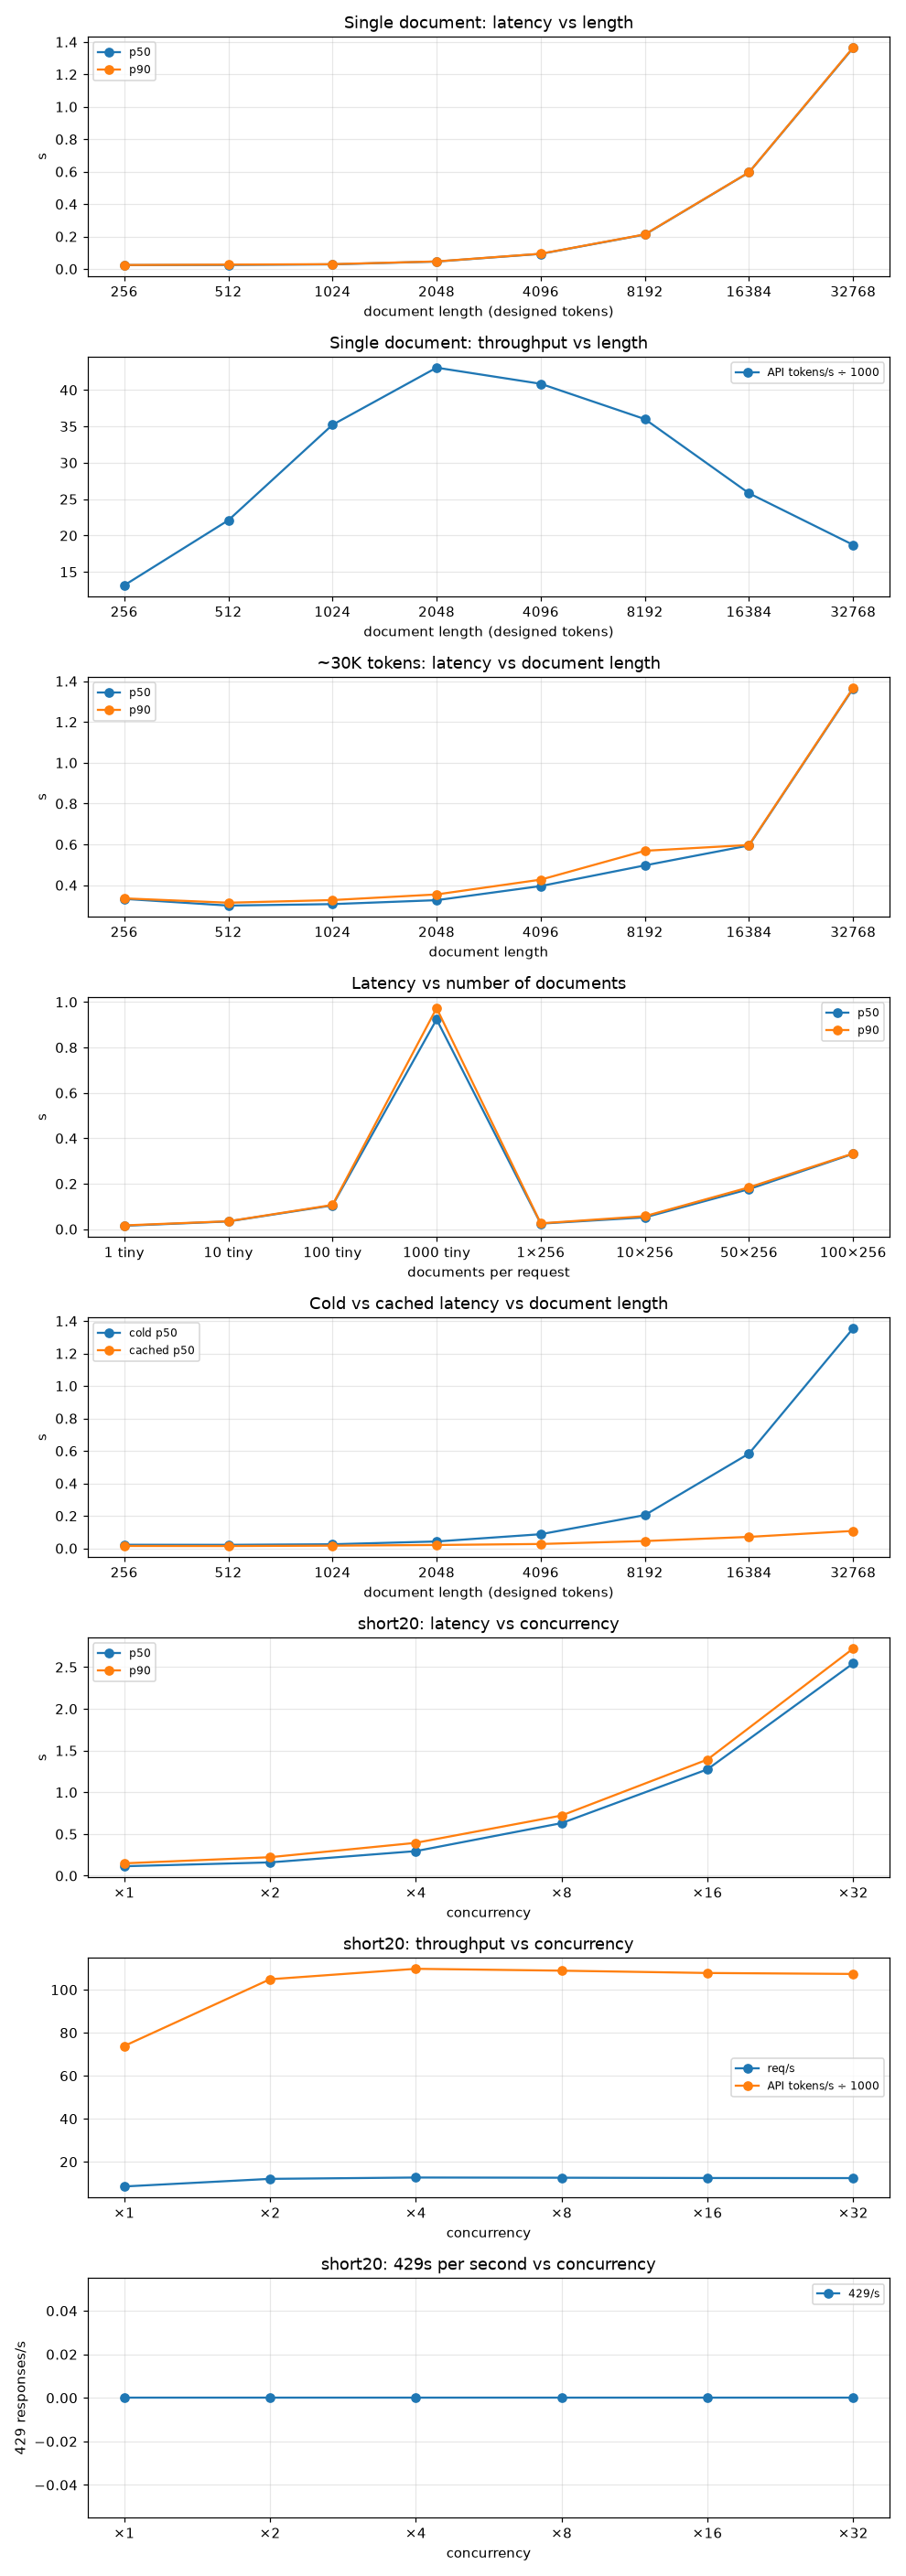 Single document: latency vs length
p50
p90
1.4
1.2
1.0
0.8
0.6
0.4
0.2
0.0
s
256 512 1024 2048 4096 8192 16384 32768
document length (designed tokens)
Single document: throughput vs length
API tokens/s ÷ 1000
40
35
30
25
20
15
256 512 1024 2048 4096 8192 16384 32768
document length (designed tokens)
~30K tokens: latency vs document length
p50
p90
1.4
1.2
1.0
0.8
0.6
0.4
s
256 512 1024 2048 4096 8192 16384 32768
document length
Latency vs number of documents
p50
p90
1.0
0.8
0.6
0.4
0.2
0.0
s
1 tiny 10 tiny 100 tiny 1000 tiny 1×256 10×256 50×256 100×256
documents per request
Cold vs cached latency vs document length
cold p50
cached p50
1.4
1.2
1.0
0.8
0.6
0.4
0.2
0.0
s
256 512 1024 2048 4096 8192 16384 32768
document length (designed tokens)
short20: latency vs concurrency
p50
p90
2.5
2.0
1.5
1.0
0.5
0.0
s
×1 ×2 ×4 ×8 ×16 ×32
concurrency
short20: throughput vs concurrency
100
80
60
40
20
req/s
API tokens/s ÷ 1000
×1 ×2 ×4 ×8 ×16 ×32
concurrency
short20: 429s per second vs concurrency
429/s
0.04
0.02
0.00
−0.02
−0.04
429 responses/s
×1 ×2 ×4 ×8 ×16 ×32
concurrency